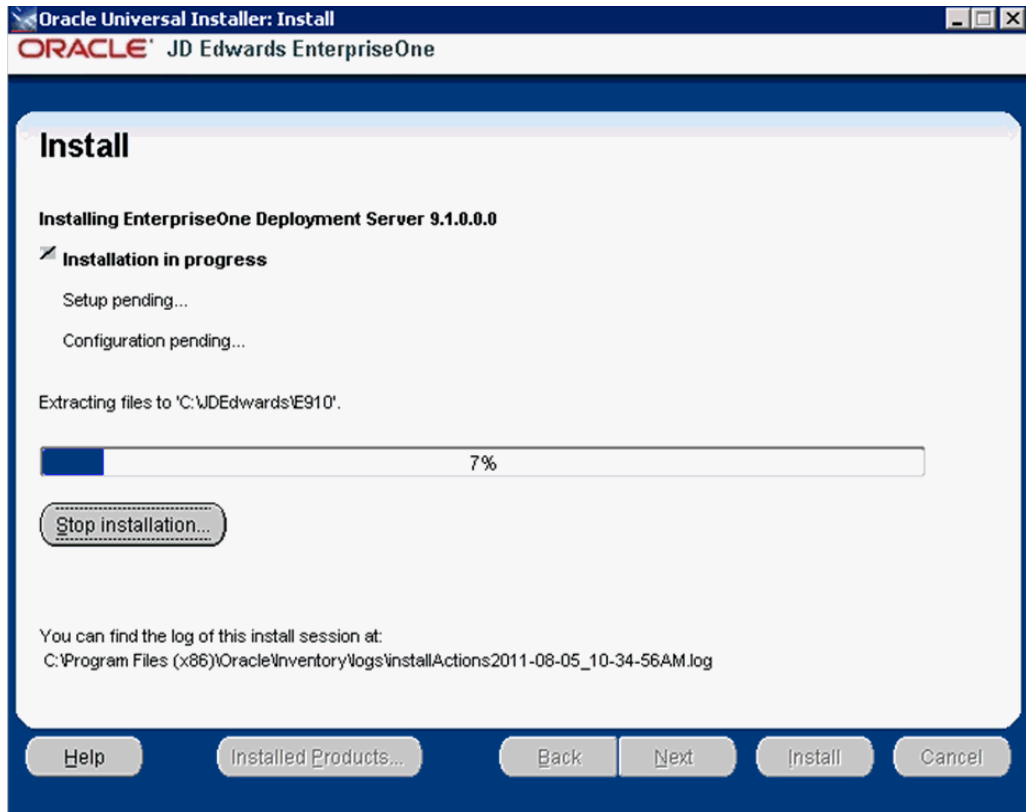 Oracle Universal Installer: Install
ORACLE JD Edwards EnterpriseOne
Install
Installing EnterpriseOne Deployment Server 9.1.0.0.0
Installation in progress
Setup pending...
Configuration pending...
Extracting files to 'C:\JDEdwards\E910'.
7%
Stop installation...
You can find the log of this install session at:
C:\Program Files (x86)\Oracle\Inventory\logs\installActions2011-08-05_10-34-56AM.log
Help Installed Products... Back Next Install Cancel